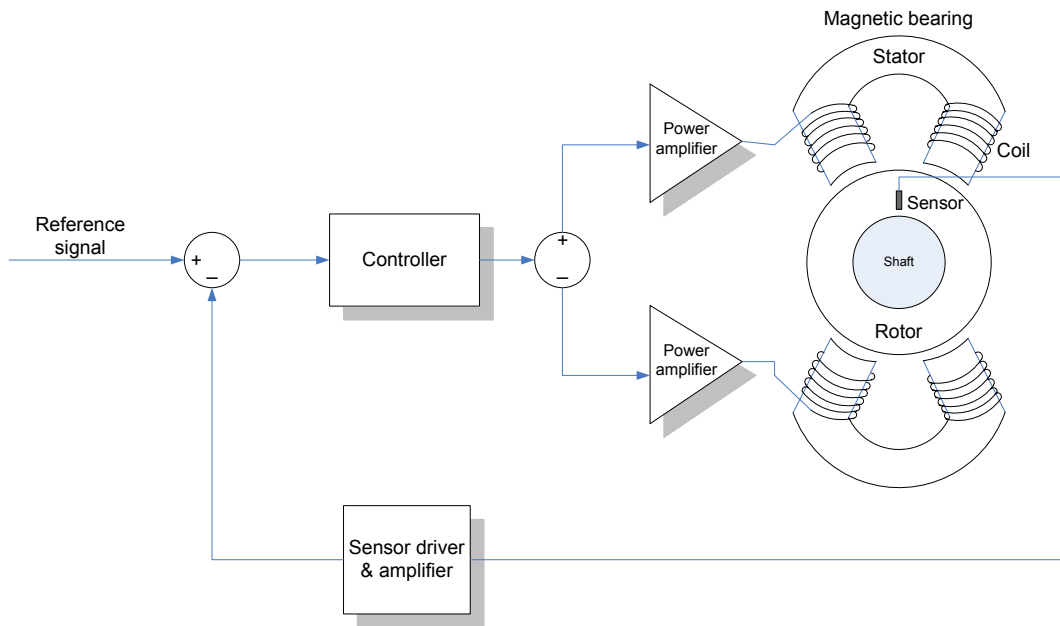 Magnetic bearing
Stator
Power
amplifier
Coil
Sensor
Reference
signal
+
–
Controller
+
–
Shaft
Rotor
Power
amplifier
Sensor driver
& amplifier